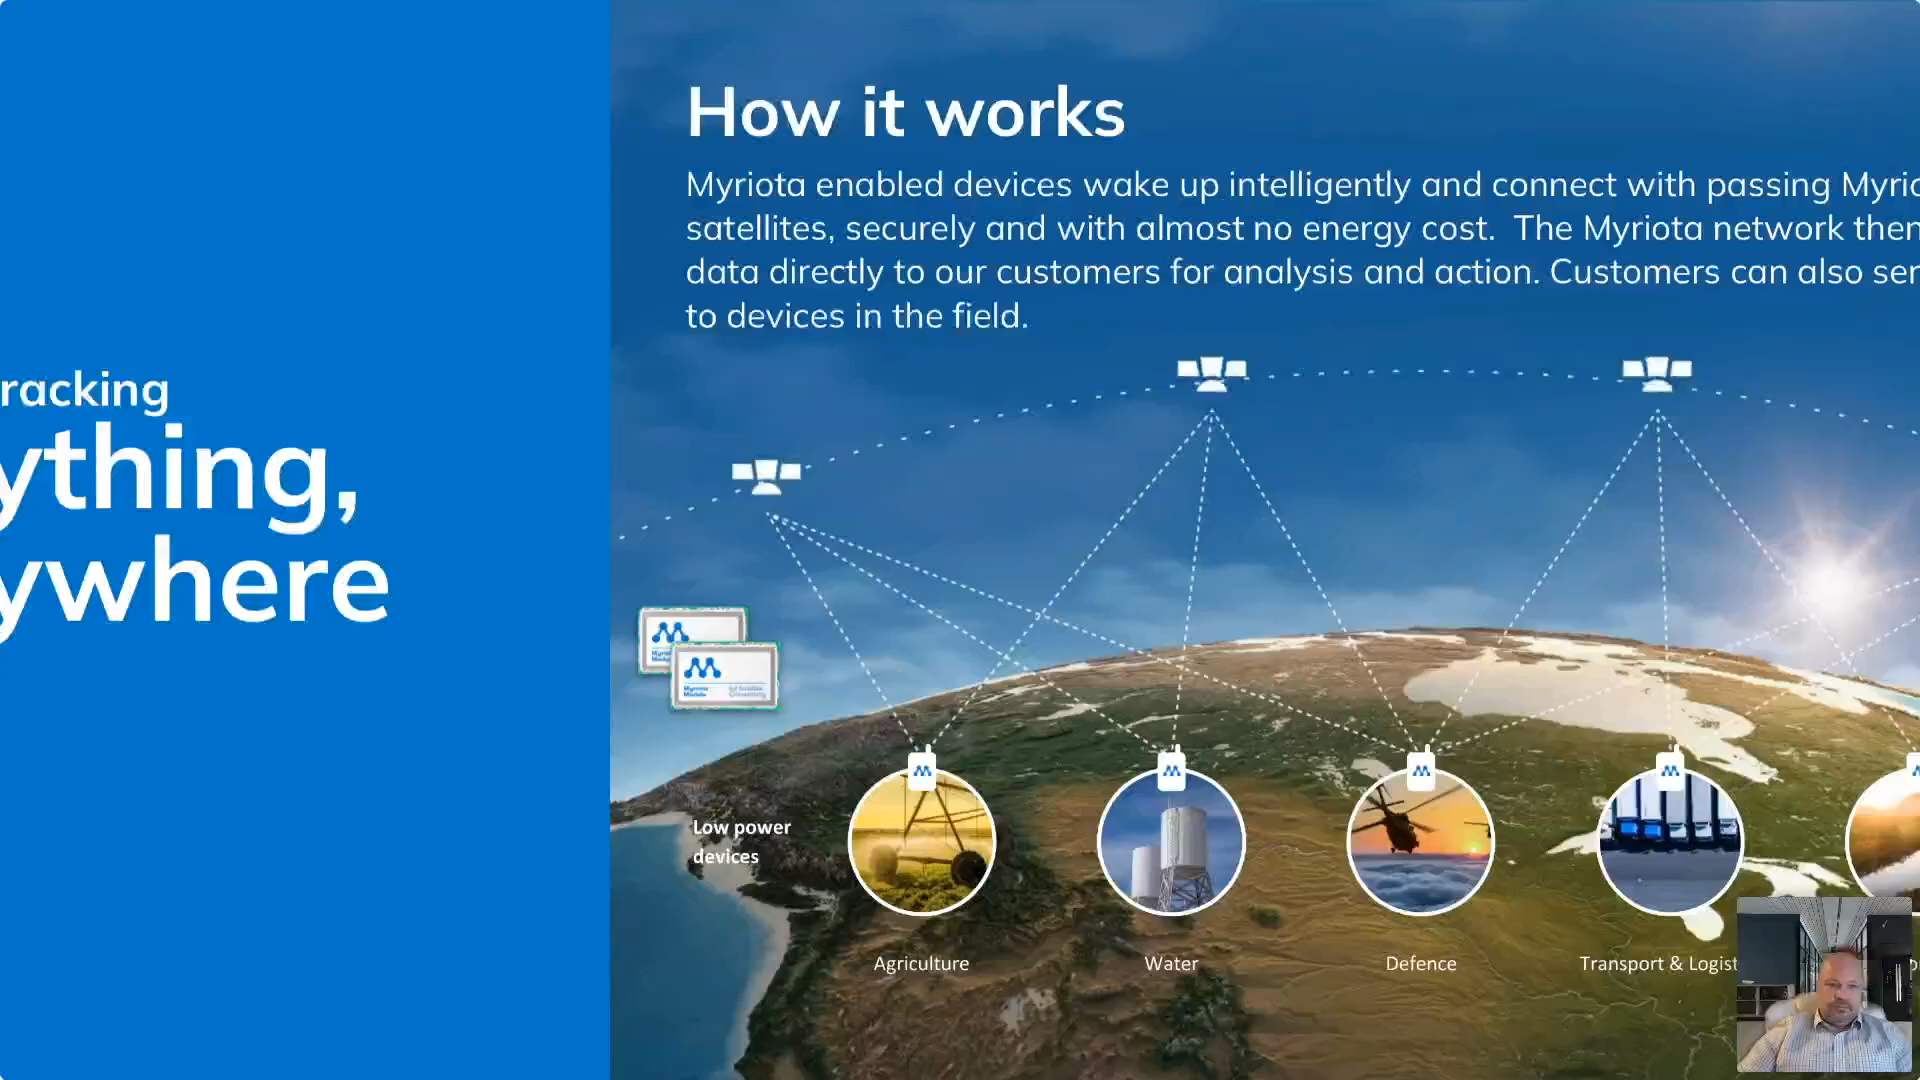 racking
ything,
ywhere
How it works
Myriota enabled devices wake up intelligently and connect with passing Myrio
satellites, securely and with almost no energy cost. The Myriota network then
data directly to our customers for analysis and action. Customers can also sen
to devices in the field.
Low power
devices
Agriculture
Water
Defence
Transport & Logist